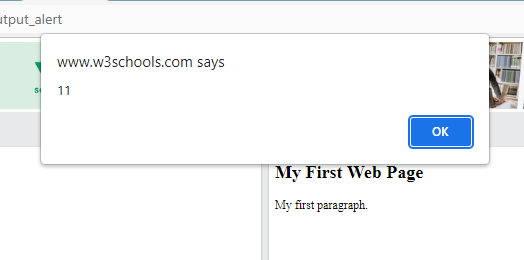 utput_alert
www.w3schools.com says
11
OK
My First Web Page
My first paragraph.